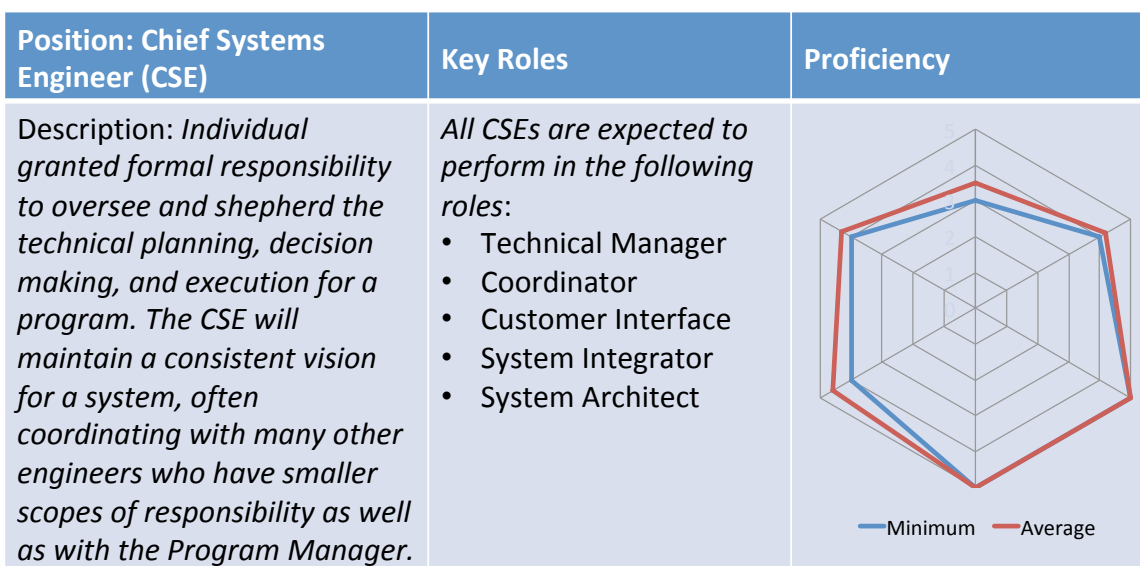 Position: Chief Systems
Engineer (CSE)
Key Roles
Proficiency
Description: Individual
granted formal responsibility
to oversee and shepherd the
technical planning, decision
making, and execution for a
program. The CSE will
maintain a consistent vision
for a system, often
coordinating with many other
engineers who have smaller
scopes of responsibility as well
as with the Program Manager.
All CSEs are expected to
perform in the following
roles:
• Technical Manager
• Coordinator
• Customer Interface
• System Integrator
• System Architect
5
4
3
2
1
0
Minimum Average